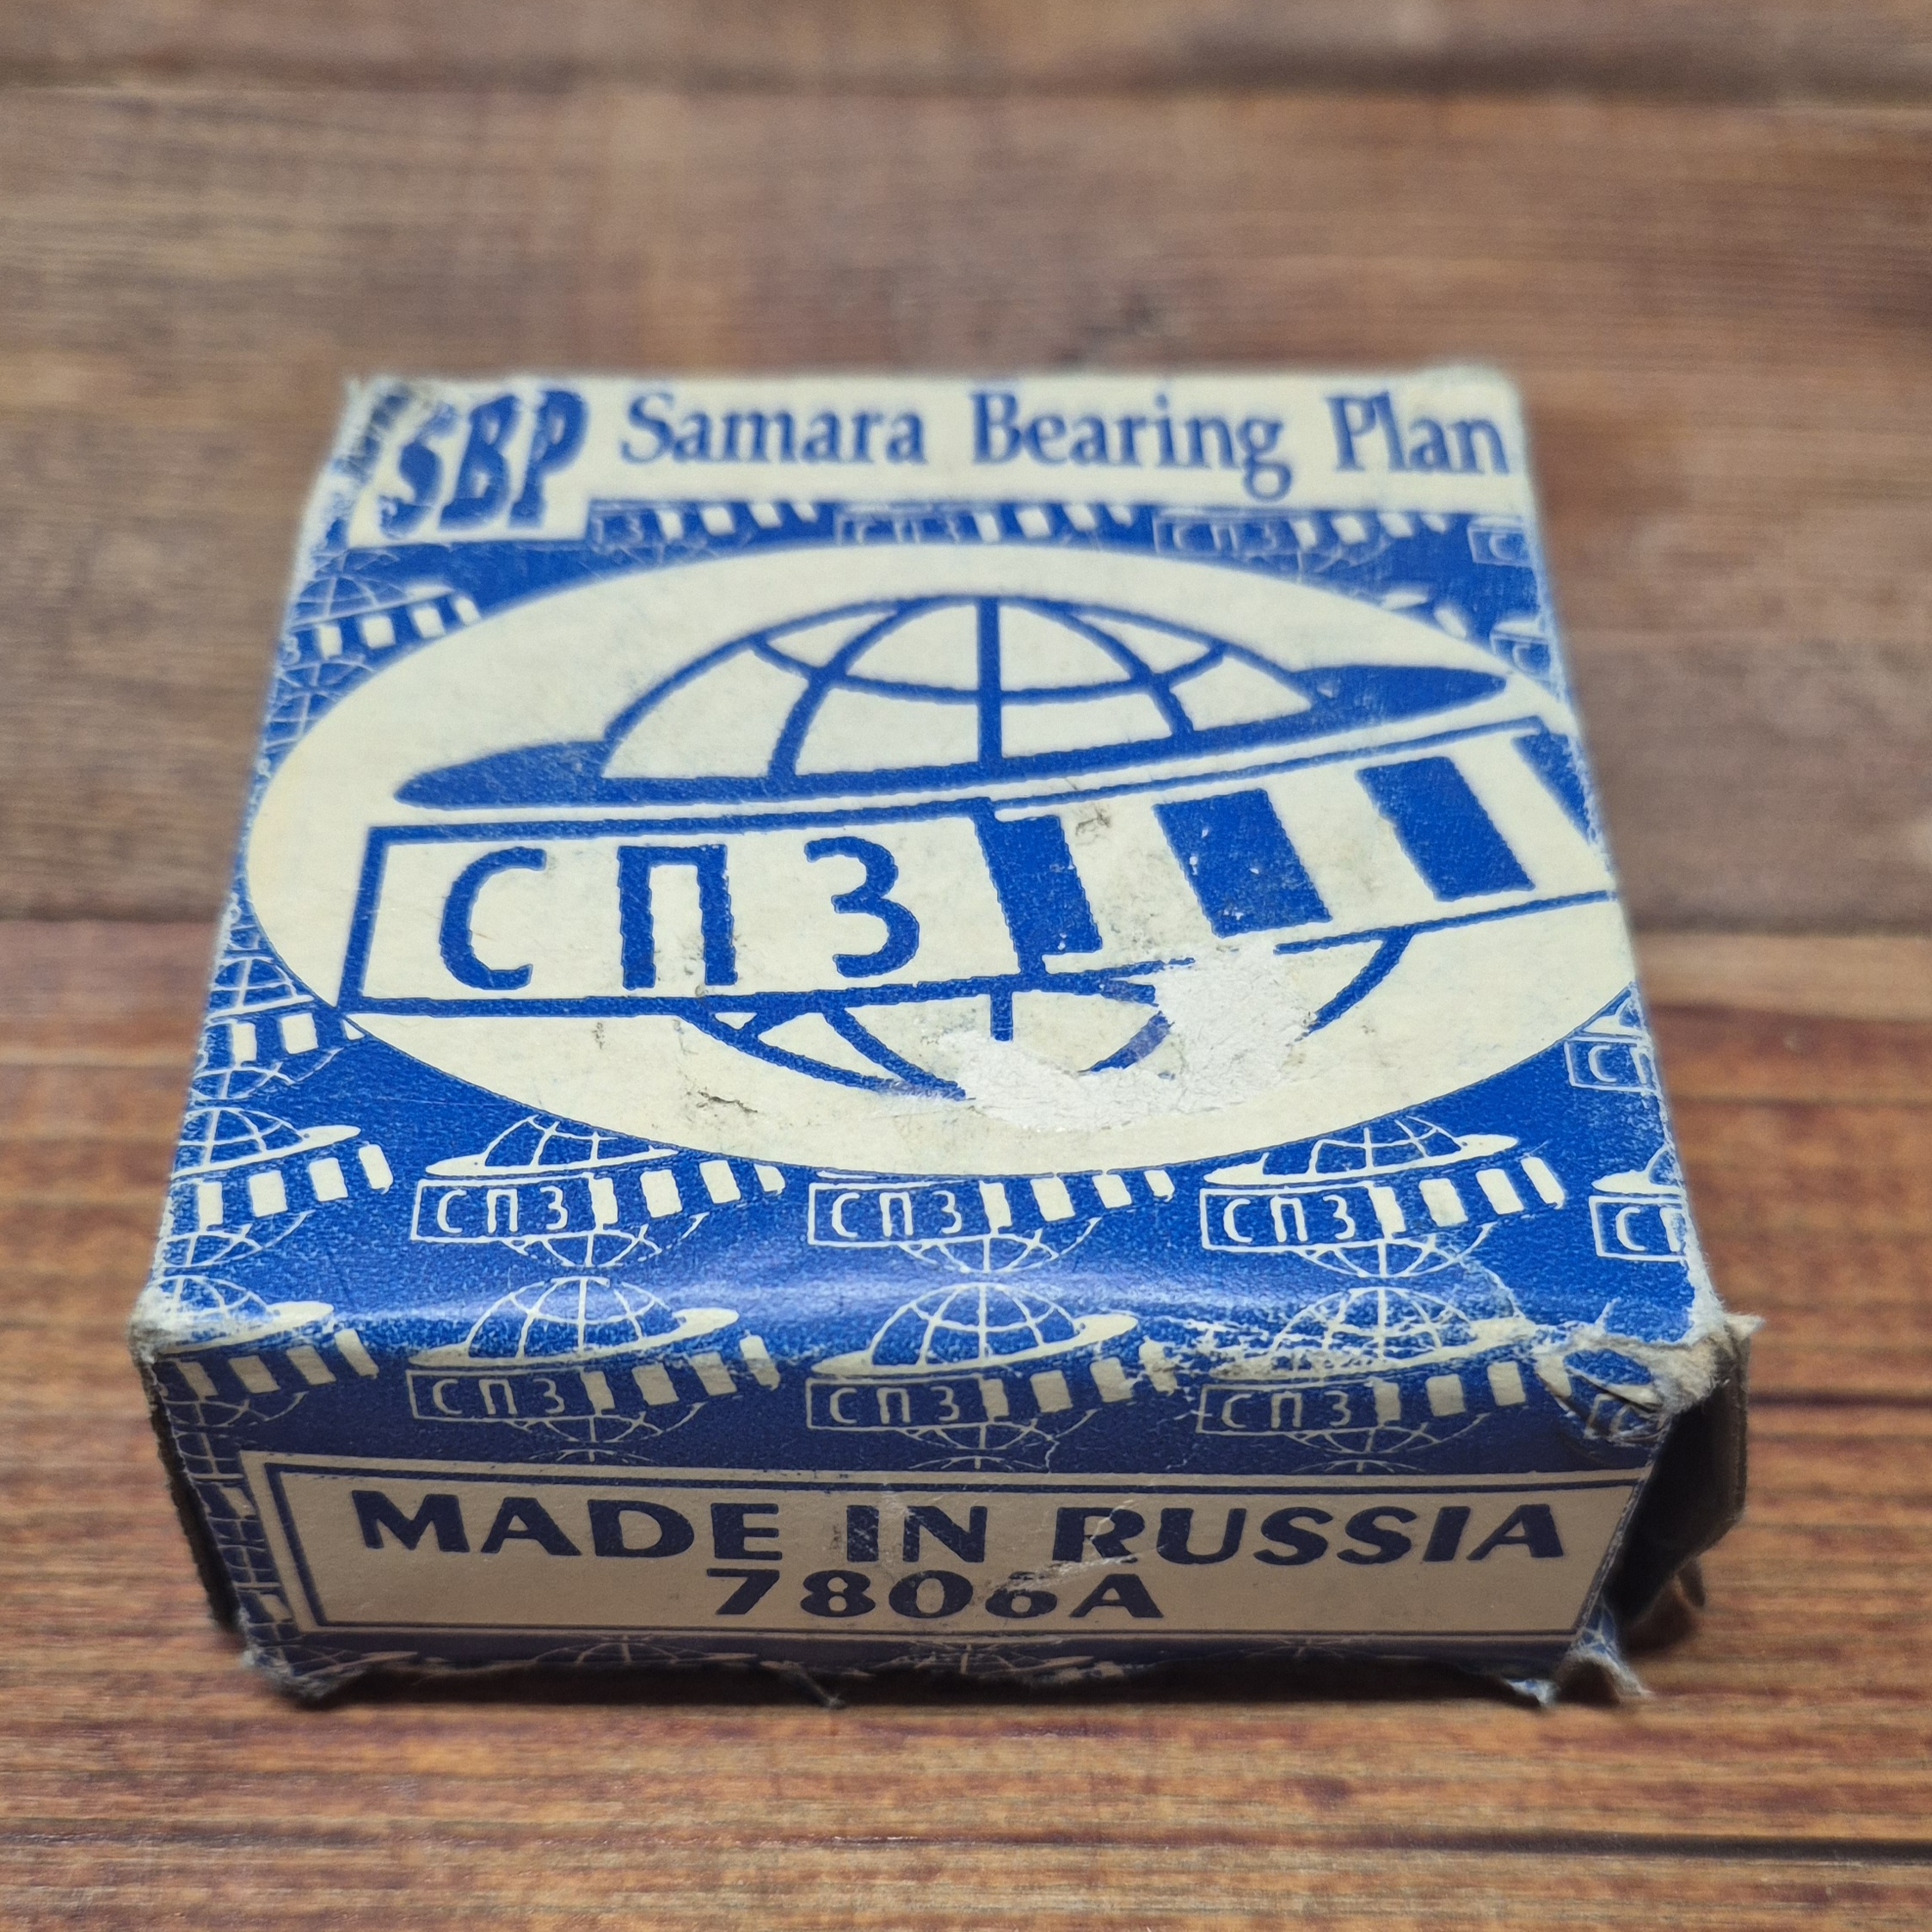 SBP Samara Bearing Plan
СПЗ
СПЗ СПЗ СПЗ
СПЗ СПЗ СПЗ
MADE IN RUSSIA
7806A